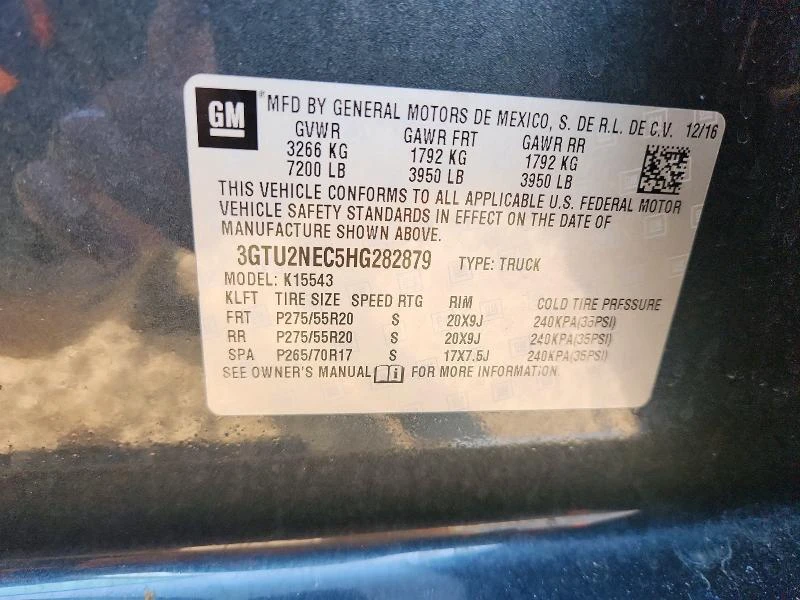 GM ® MFD BY GENERAL MOTORS DE MEXICO, S. DE R.L. DE C.V. 12/16
GVWR GAWR FRT GAWR RR
3266 KG 1792 KG 1792 KG
7200 LB 3950 LB 3950 LB
THIS VEHICLE CONFORMS TO ALL APPLICABLE U.S. FEDERAL MOTOR
VEHICLE SAFETY STANDARDS IN EFFECT ON THE DATE OF
MANUFACTURE SHOWN ABOVE.
3GTU2NEC5HG282879 TYPE: TRUCK
MODEL: K15543
KLFT TIRE SIZE SPEED RTG RIM COLD TIRE PRESSURE
FRT P275/55R20 S 20X9J 240KPA(35PSI)
RR P275/55R20 S 20X9J 240KPA(35PSI)
SPA P265/70R17 S 17X7.5J 240KPA(35PSI)
SEE OWNER'S MANUAL i FOR MORE INFORMATION.